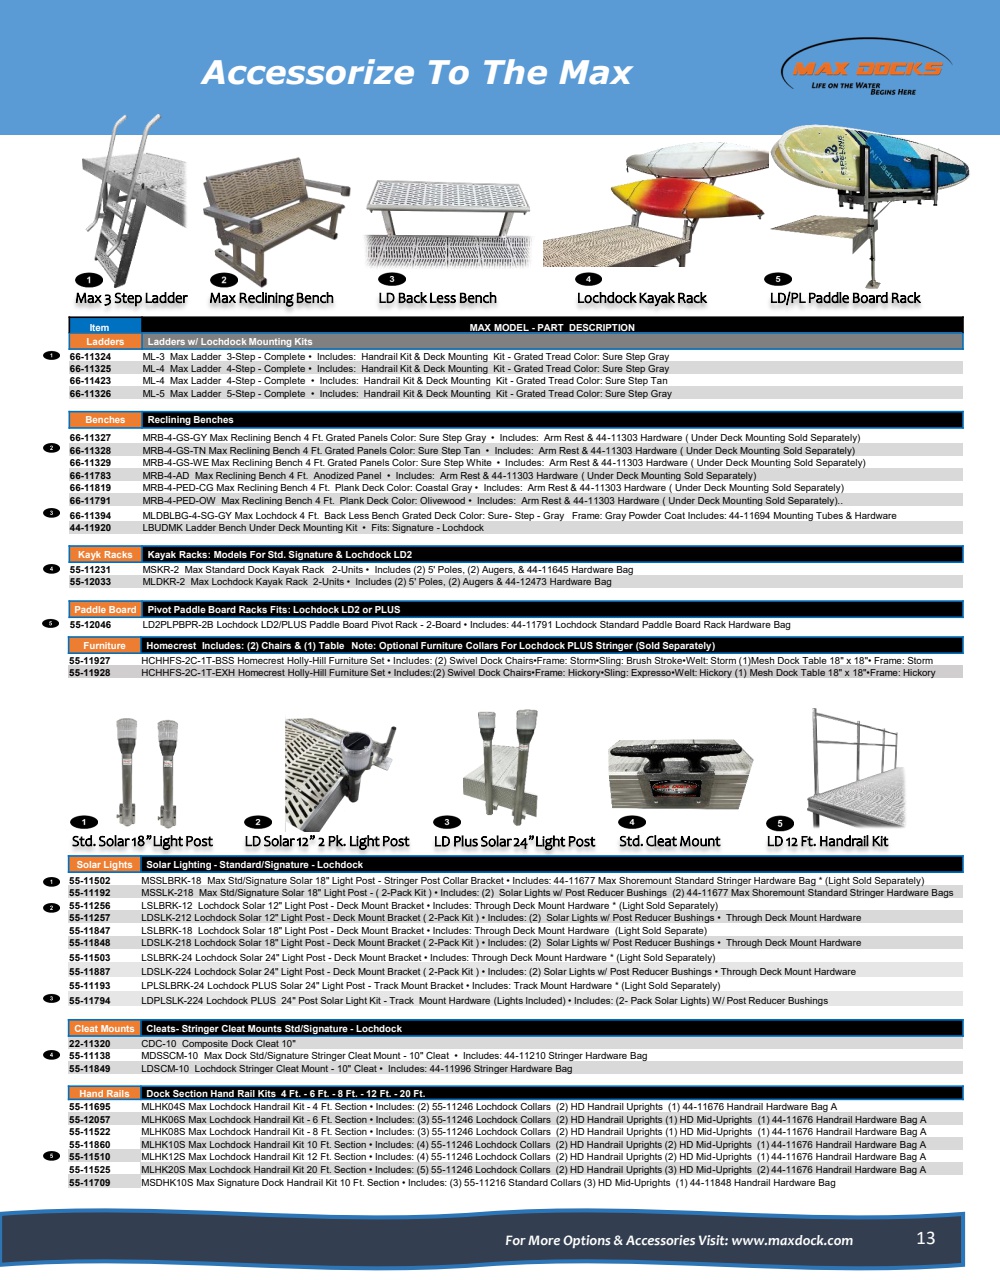 Accessorize To The Max
MAX DOCKS
LIFE ON THE WATER
BEGINS HERE
1
Max 3 Step Ladder
2
Max Reclining Bench
3
LD Back Less Bench
4
Lochdock Kayak Rack
5
LD/PL Paddle Board Rack
Item MAX MODEL - PART DESCRIPTION
Ladders Ladders w/ Lochdock Mounting Kits
1 66-11324 ML-3 Max Ladder 3-Step - Complete • Includes: Handrail Kit & Deck Mounting Kit - Grated Tread Color: Sure Step Gray
66-11325 ML-4 Max Ladder 4-Step - Complete • Includes: Handrail Kit & Deck Mounting Kit - Grated Tread Color: Sure Step Gray
66-11423 ML-4 Max Ladder 4-Step - Complete • Includes: Handrail Kit & Deck Mounting Kit - Grated Tread Color: Sure Step Tan
66-11326 ML-5 Max Ladder 5-Step - Complete • Includes: Handrail Kit & Deck Mounting Kit - Grated Tread Color: Sure Step Gray
Benches Reclining Benches
66-11327 MRB-4-GS-GY Max Reclining Bench 4 Ft. Grated Panels Color: Sure Step Gray • Includes: Arm Rest & 44-11303 Hardware ( Under Deck Mounting Sold Separately)
2 66-11328 MRB-4-GS-TN Max Reclining Bench 4 Ft. Grated Panels Color: Sure Step Tan • Includes: Arm Rest & 44-11303 Hardware ( Under Deck Mounting Sold Separately)
66-11329 MRB-4-GS-WE Max Reclining Bench 4 Ft. Grated Panels Color: Sure Step White • Includes: Arm Rest & 44-11303 Hardware ( Under Deck Mounting Sold Separately)
66-11783 MRB-4-AD Max Reclining Bench 4 Ft. Anodized Panel • Includes: Arm Rest & 44-11303 Hardware ( Under Deck Mounting Sold Separately)
66-11819 MRB-4-PED-CG Max Reclining Bench 4 Ft. Plank Deck Color: Coastal Gray • Includes: Arm Rest & 44-11303 Hardware ( Under Deck Mounting Sold Separately)
66-11791 MRB-4-PED-OW Max Reclining Bench 4 Ft. Plank Deck Color: Olivewood • Includes: Arm Rest & 44-11303 Hardware ( Under Deck Mounting Sold Separately)..
3 66-11394 MLDBLBG-4-SG-GY Max Lochdock 4 Ft. Back Less Bench Grated Deck Color: Sure- Step - Gray Frame: Gray Powder Coat Includes: 44-11694 Mounting Tubes & Hardware
44-11920 LBUDMK Ladder Bench Under Deck Mounting Kit • Fits: Signature - Lochdock
Kayk Racks Kayak Racks: Models For Std. Signature & Lochdock LD2
4 55-11231 MSKR-2 Max Standard Dock Kayak Rack 2-Units • Includes (2) 5' Poles, (2) Augers, & 44-11645 Hardware Bag
55-12033 MLDKR-2 Max Lochdock Kayak Rack 2-Units • Includes (2) 5' Poles, (2) Augers & 44-12473 Hardware Bag
Paddle Board Pivot Paddle Board Racks Fits: Lochdock LD2 or PLUS
5 55-12046 LD2PLPBPR-2B Lochdock LD2/PLUS Paddle Board Pivot Rack - 2-Board • Includes: 44-11791 Lochdock Standard Paddle Board Rack Hardware Bag
Furniture Homecrest Includes: (2) Chairs & (1) Table Note: Optional Furniture Collars For Lochdock PLUS Stringer (Sold Separately)
55-11927 HCHHFS-2C-1T-BSS Homecrest Holly-Hill Furniture Set • Includes: (2) Swivel Dock Chairs•Frame: Storm•Sling: Brush Stroke•Welt: Storm (1)Mesh Dock Table 18" x 18"• Frame: Storm
55-11928 HCHHFS-2C-1T-EXH Homecrest Holly-Hill Furniture Set • Includes:(2) Swivel Dock Chairs•Frame: Hickory•Sling: Expresso•Welt: Hickory (1) Mesh Dock Table 18" x 18"•Frame: Hickory
1
Std. Solar 18” Light Post
2
LD Solar 12” 2 Pk. Light Post
3
LD Plus Solar 24” Light Post
4
Std. Cleat Mount
5
LD 12 Ft. Handrail Kit
Solar Lights Solar Lighting - Standard/Signature - Lochdock
1 55-11502 MSSLBRK-18 Max Std/Signature Solar 18" Light Post - Stringer Post Collar Bracket • Includes: 44-11677 Max Shoremount Standard Stringer Hardware Bag * (Light Sold Separately)
55-11192 MSSLK-218 Max Std/Signature Solar 18" Light Post - ( 2-Pack Kit ) • Includes: (2) Solar Lights w/ Post Reducer Bushings (2) 44-11677 Max Shoremount Standard Stringer Hardware Bags
2 55-11256 LSLBRK-12 Lochdock Solar 12" Light Post - Deck Mount Bracket • Includes: Through Deck Mount Hardware * (Light Sold Separately)
55-11257 LDSLK-212 Lochdock Solar 12" Light Post - Deck Mount Bracket ( 2-Pack Kit ) • Includes: (2) Solar Lights w/ Post Reducer Bushings • Through Deck Mount Hardware
55-11847 LSLBRK-18 Lochdock Solar 18" Light Post - Deck Mount Bracket • Includes: Through Deck Mount Hardware (Light Sold Separate)
55-11848 LDSLK-218 Lochdock Solar 18" Light Post - Deck Mount Bracket ( 2-Pack Kit ) • Includes: (2) Solar Lights w/ Post Reducer Bushings • Through Deck Mount Hardware
55-11503 LSLBRK-24 Lochdock Solar 24" Light Post - Deck Mount Bracket • Includes: Through Deck Mount Hardware * (Light Sold Separately)
55-11887 LDSLK-224 Lochdock Solar 24" Light Post - Deck Mount Bracket ( 2-Pack Kit ) • Includes: (2) Solar Lights w/ Post Reducer Bushings • Through Deck Mount Hardware
55-11193 LPLSLBRK-24 Lochdock PLUS Solar 24" Light Post - Track Mount Bracket • Includes: Track Mount Hardware * (Light Sold Separately)
3 55-11794 LDPLSLK-224 Lochdock PLUS 24" Post Solar Light Kit - Track Mount Hardware (Lights Included) • Includes: (2- Pack Solar Lights) W/ Post Reducer Bushings
Cleat Mounts Cleats- Stringer Cleat Mounts Std/Signature - Lochdock
22-11320 CDC-10 Composite Dock Cleat 10"
4 55-11138 MDSSCM-10 Max Dock Std/Signature Stringer Cleat Mount - 10" Cleat • Includes: 44-11210 Stringer Hardware Bag
55-11849 LDSCM-10 Lochdock Stringer Cleat Mount - 10" Cleat • Includes: 44-11996 Stringer Hardware Bag
Hand Rails Dock Section Hand Rail Kits 4 Ft. - 6 Ft. - 8 Ft. - 12 Ft. - 20 Ft.
55-11695 MLHK04S Max Lochdock Handrail Kit - 4 Ft. Section • Includes: (2) 55-11246 Lochdock Collars (2) HD Handrail Uprights (1) 44-11676 Handrail Hardware Bag A
55-12057 MLHK06S Max Lochdock Handrail Kit - 6 Ft. Section • Includes: (3) 55-11246 Lochdock Collars (2) HD Handrail Uprights (1) HD Mid-Uprights (1) 44-11676 Handrail Hardware Bag A
55-11522 MLHK08S Max Lochdock Handrail Kit - 8 Ft. Section • Includes: (3) 55-11246 Lochdock Collars (2) HD Handrail Uprights (1) HD Mid-Uprights (1) 44-11676 Handrail Hardware Bag A
55-11860 MLHK10S Max Lochdock Handrail Kit 10 Ft. Section • Includes: (4) 55-11246 Lochdock Collars (2) HD Handrail Uprights (2) HD Mid-Uprights (1) 44-11676 Handrail Hardware Bag A
5 55-11510 MLHK12S Max Lochdock Handrail Kit 12 Ft. Section • Includes: (4) 55-11246 Lochdock Collars (2) HD Handrail Uprights (2) HD Mid-Uprights (1) 44-11676 Handrail Hardware Bag A
55-11525 MLHK20S Max Lochdock Handrail Kit 20 Ft. Section • Includes: (5) 55-11246 Lochdock Collars (2) HD Handrail Uprights (3) HD Mid-Uprights (2) 44-11676 Handrail Hardware Bag A
55-11709 MSDHK10S Max Signature Dock Handrail Kit 10 Ft. Section • Includes: (3) 55-11216 Standard Collars (3) HD Mid-Uprights (1) 44-11848 Handrail Hardware Bag
For More Options & Accessories Visit: www.maxdock.com
13